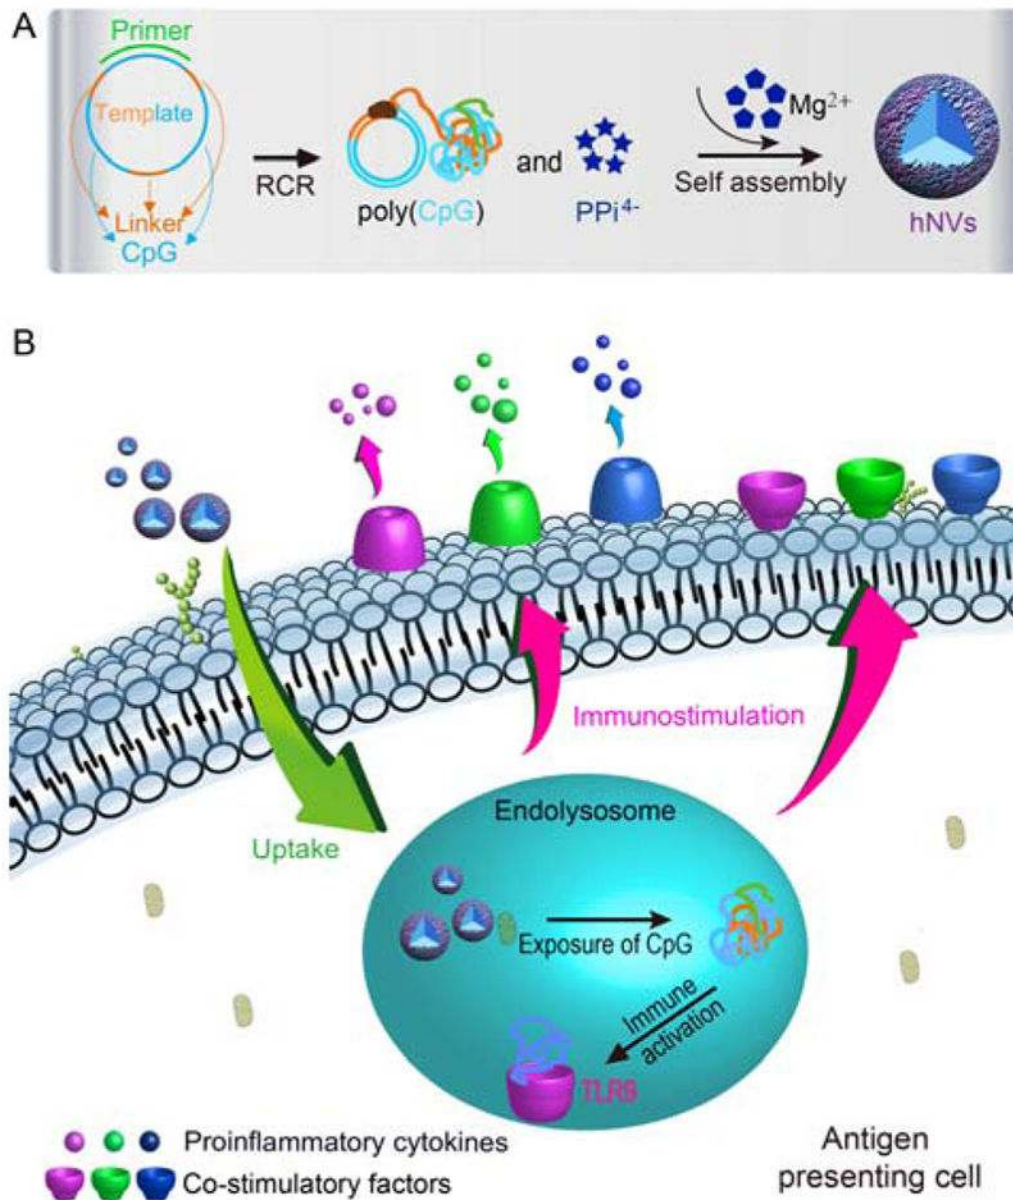 A
Primer
Template
Linker
CpG
RCR
poly(CpG)
and
PPi⁴⁻
Mg²⁺
Self assembly
hNVs
B
Immunostimulation
Uptake
Endolysosome
Exposure of CpG
Immune
activation
TLR9
Proinflammatory cytokines
Co-stimulatory factors
Antigen
presenting cell